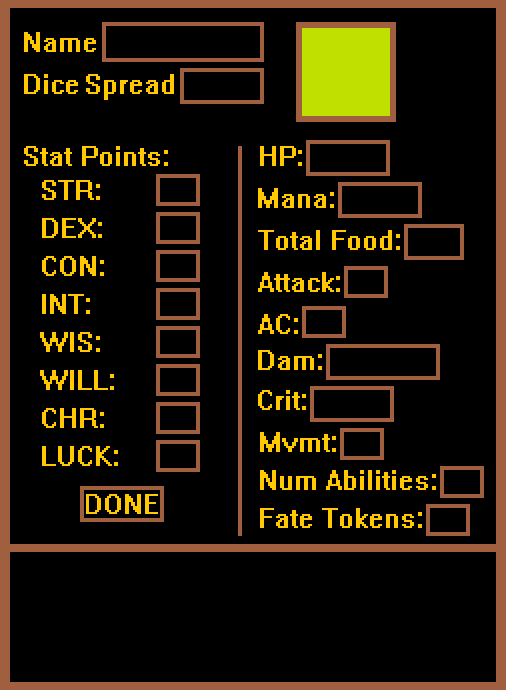 Name
Dice Spread
Stat Points:
STR:
DEX:
CON:
INT:
WIS:
WILL:
CHR:
LUCK:
DONE
HP:
Mana:
Total Food:
Attack:
AC:
Dam:
Crit:
Mvmt:
Num Abilities:
Fate Tokens: